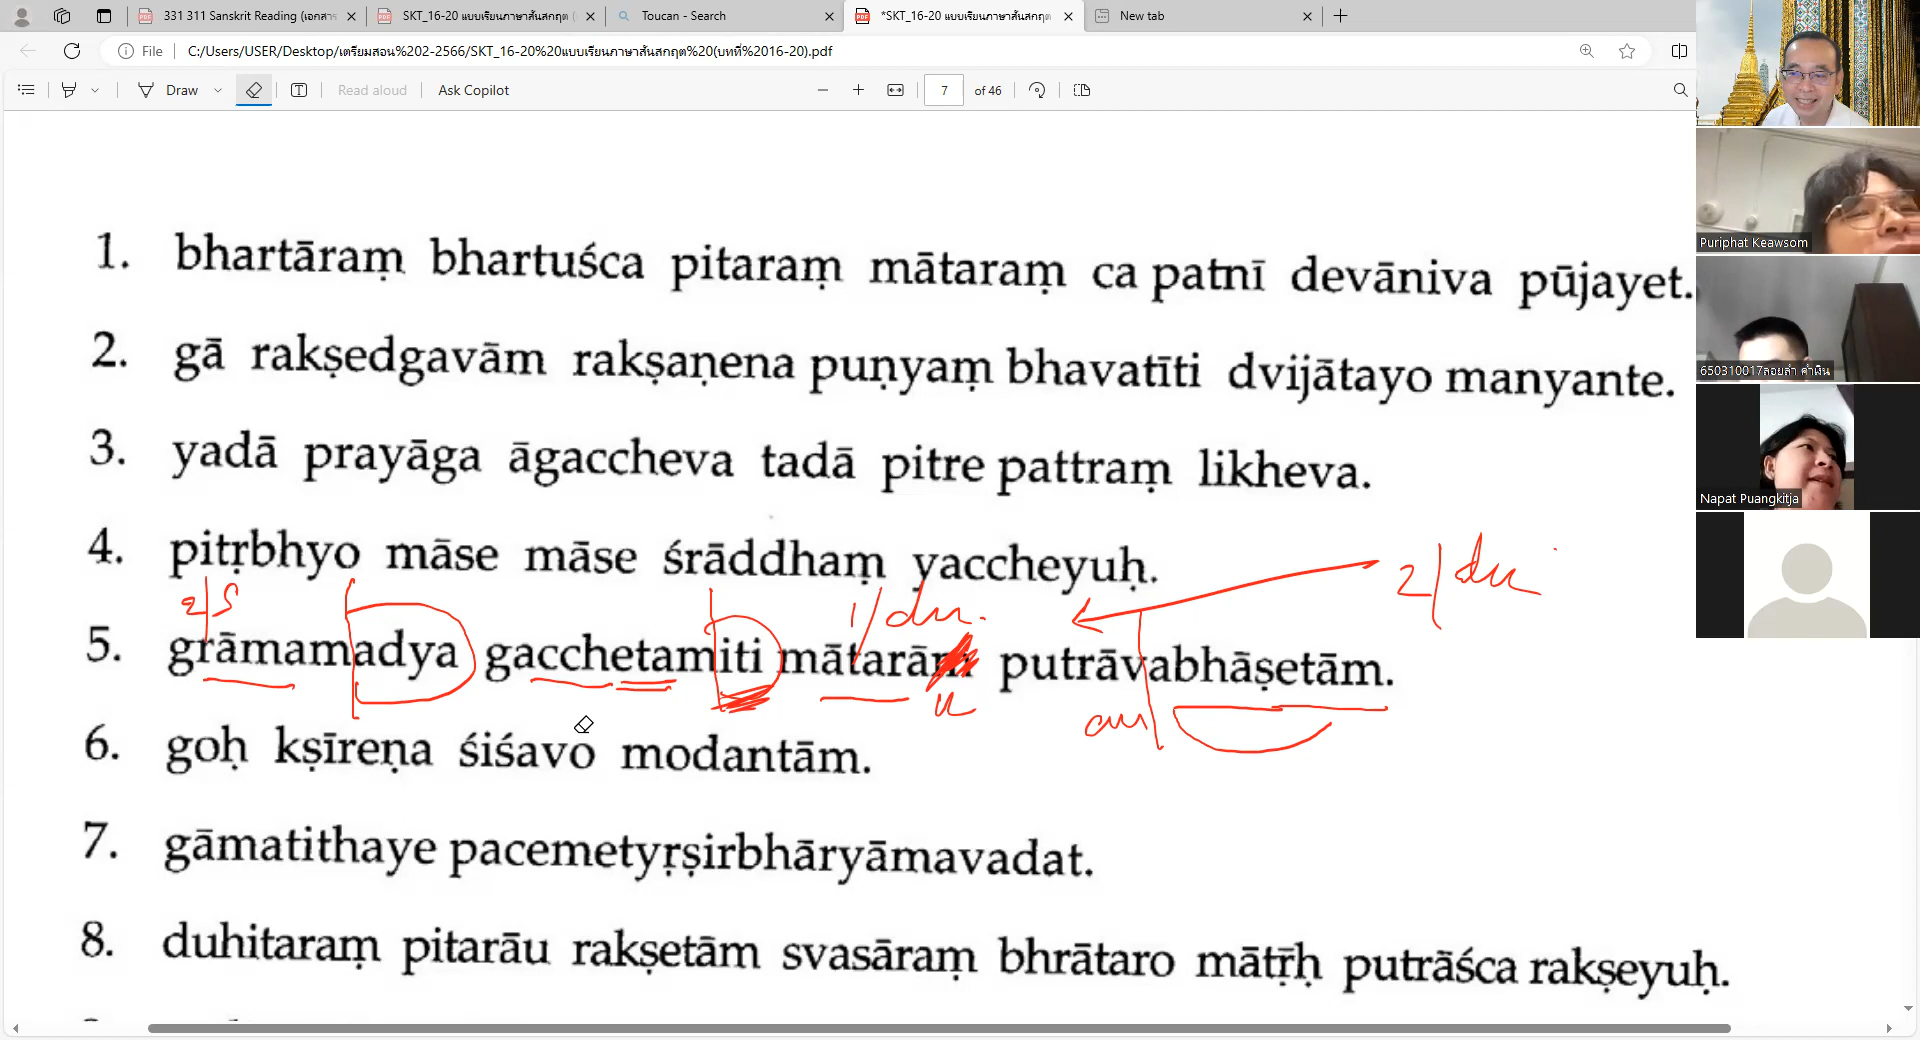 331 311 Sanskrit Reading (เอกสาร
SKT_16-20 แบบเรียนภาษาสันสกฤต (
Toucan - Search
*SKT_16-20 แบบเรียนภาษาสันสกฤต
New tab
File
C:/Users/USER/Desktop/เตรียมสอน%202-2566/SKT_16-20%20แบบเรียนภาษาสันสกฤต%20(บทที่%2016-20).pdf
Draw
Read aloud
Ask Copilot
7
of 46
1. bhartāraṃ bhartuśca pitaraṃ mātaraṃ ca patnī devāniva pūjayet.
2. gā rakṣedgavām rakṣaṇena puṇyaṃ bhavatīti dvijātayo manyante.
3. yadā prayāga āgaccheva tadā pitre pattraṃ likheva.
4. pitṛbhyo māse māse śrāddhaṃ yaccheyuḥ.
2/s
1/du.
2/du
5. grāmamadya gacchetamiti mātarā putrāvabhāṣetām.
u
au
6. goḥ kṣīreṇa śiśavo modantām.
7. gāmatithaye pacemetyṛṣirbhāryāmavadat.
8. duhitaraṃ pitarāu rakṣetām svasāraṃ bhrātaro mātṝḥ putrāśca rakṣeyuḥ.
Puriphat Keawsom
650310017ลอยลำ คำผิน
Napat Puangkitja